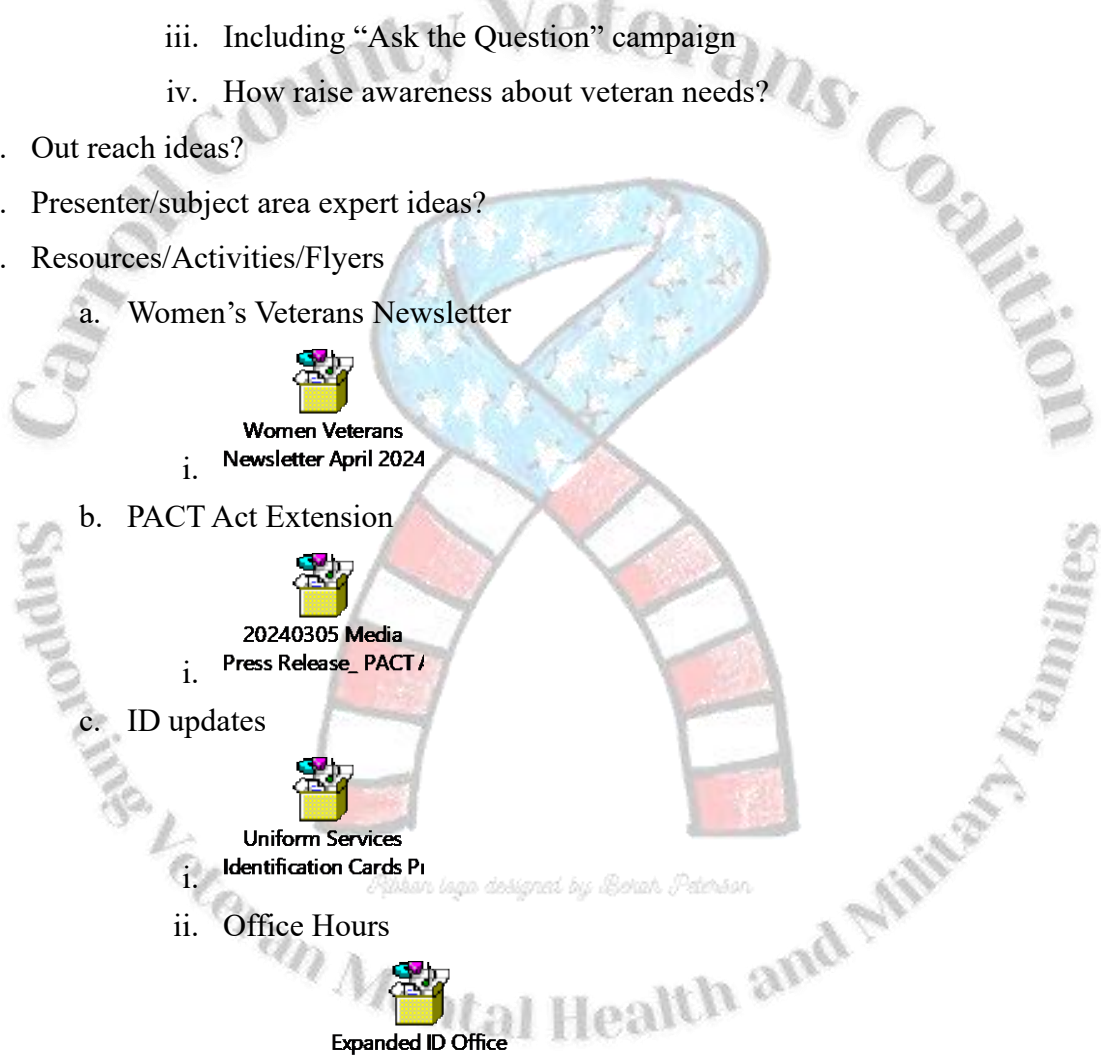 iii. Including “Ask the Question” campaign
iv. How raise awareness about veteran needs?
. Out reach ideas?
. Presenter/subject area expert ideas?
. Resources/Activities/Flyers
a. Women’s Veterans Newsletter
Women Veterans
i. Newsletter April 2024
b. PACT Act Extension
20240305 Media
i. Press Release_ PACT A
c. ID updates
Uniform Services
i. Identification Cards Pr
ii. Office Hours
Expanded ID Office
Carroll County Veterans Coalition
Supporting Veteran Mental Health and Military Families
Ribbon logo designed by Peterson